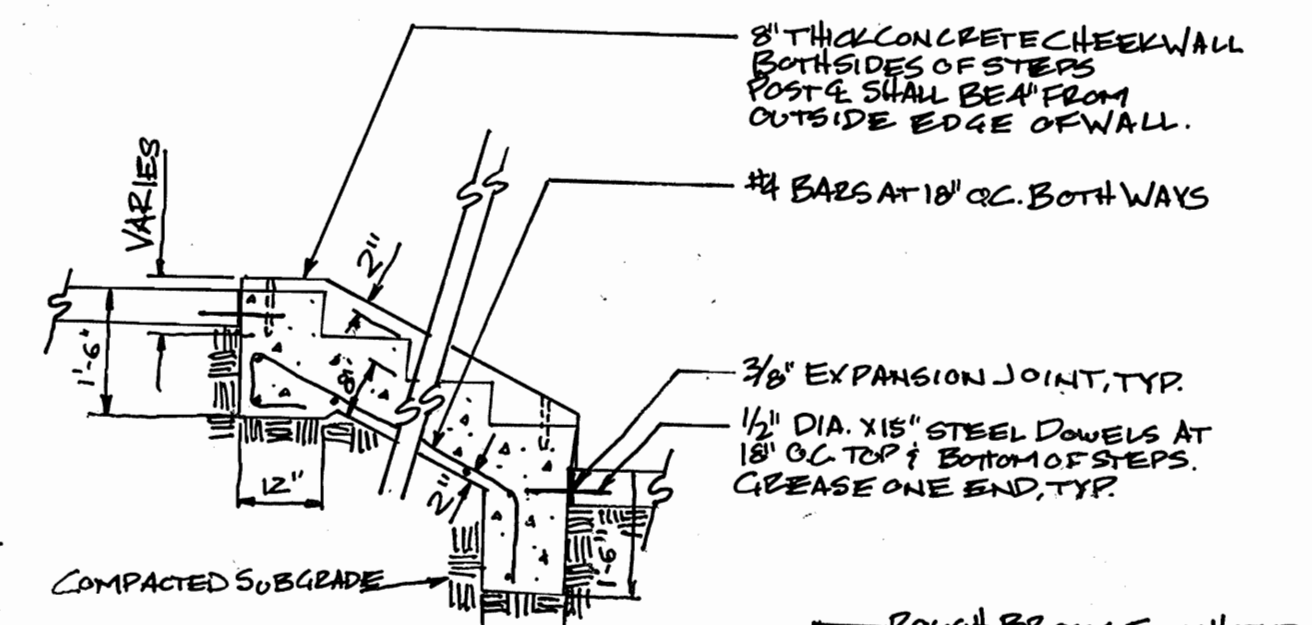 8" THICK CONCRETE CHEEKWALL
BOTH SIDES OF STEPS
POST ℄ SHALL BE 4" FROM
OUTSIDE EDGE OF WALL.
VARIES
#4 BARS AT 18" O.C. BOTH WAYS
2"
1'-6"
8"
3/8" EXPANSION JOINT, TYP.
1/2" DIA. X15" STEEL DOWELS AT
18" O.C. TOP & BOTTOM OF STEPS.
GREASE ONE END, TYP.
12"
2"
1'-6"
COMPACTED SUBGRADE